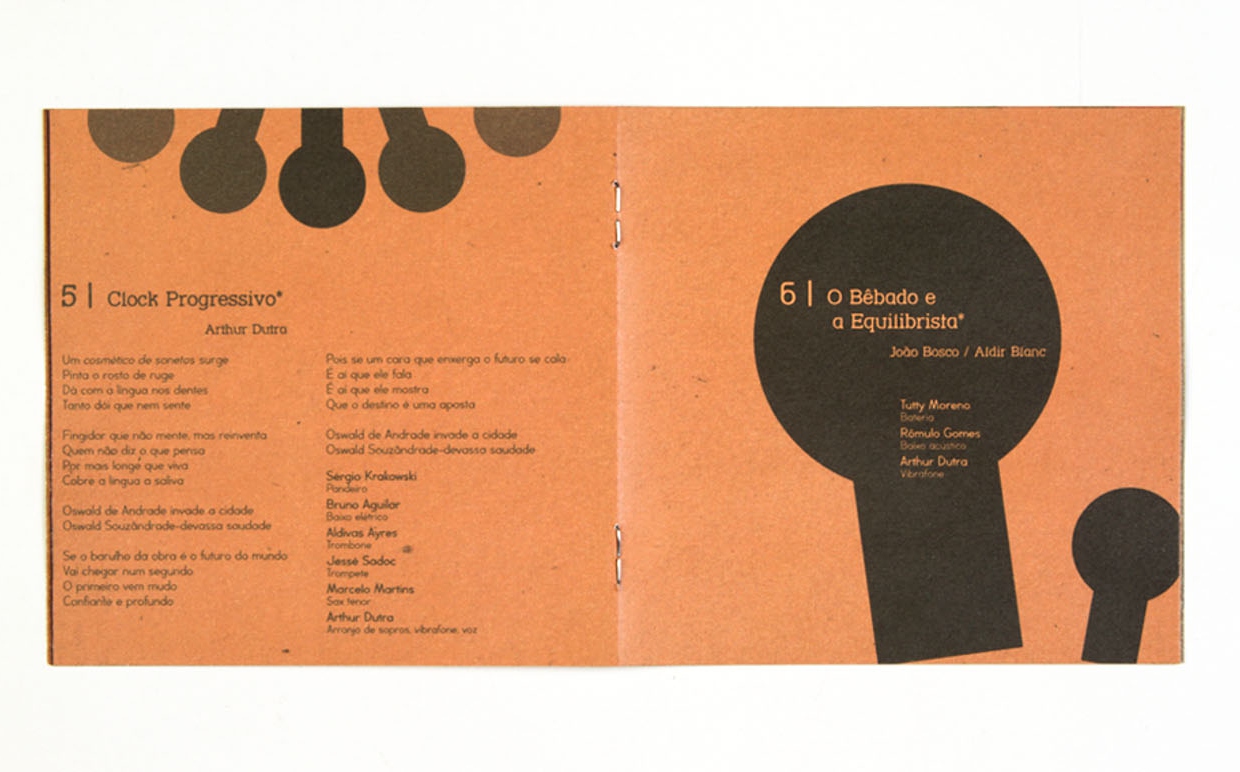 5 | Clock Progressivo*
Arthur Dutra
Um cosmético de sonetos surge
Pinta o rosto de ruge
Dá com a língua nos dentes
Tanto dói que nem sente
Fingidor que não mente, mas reinventa
Quem não diz o que pensa
Por mais longe que viva
Cobre a língua a saliva
Oswald de Andrade invade a cidade
Oswald Souzândrade-devassa saudade
Se o barulho da obra é o futuro do mundo
Vai chegar num segundo
O primeiro vem mudo
Confiante e profundo
Pois se um cara que enxerga o futuro se cala
É aí que ele fala
É aí que ele mostra
Que o destino é uma aposta
Oswald de Andrade invade a cidade
Oswald Souzândrade-devassa saudade
Sérgio Krakowski
Pandeiro
Bruno Aguilar
Baixo elétrico
Aldivas Ayres
Trombone
Jessé Sadoc
Trompete
Marcelo Martins
Sax tenor
Arthur Dutra
Arranjo de sopros, vibrafone, voz
6 | O Bêbado e
a Equilibrista*
João Bosco / Aldir Blanc
Tutty Moreno
Bateria
Rômulo Gomes
Baixo acústico
Arthur Dutra
Vibrafone